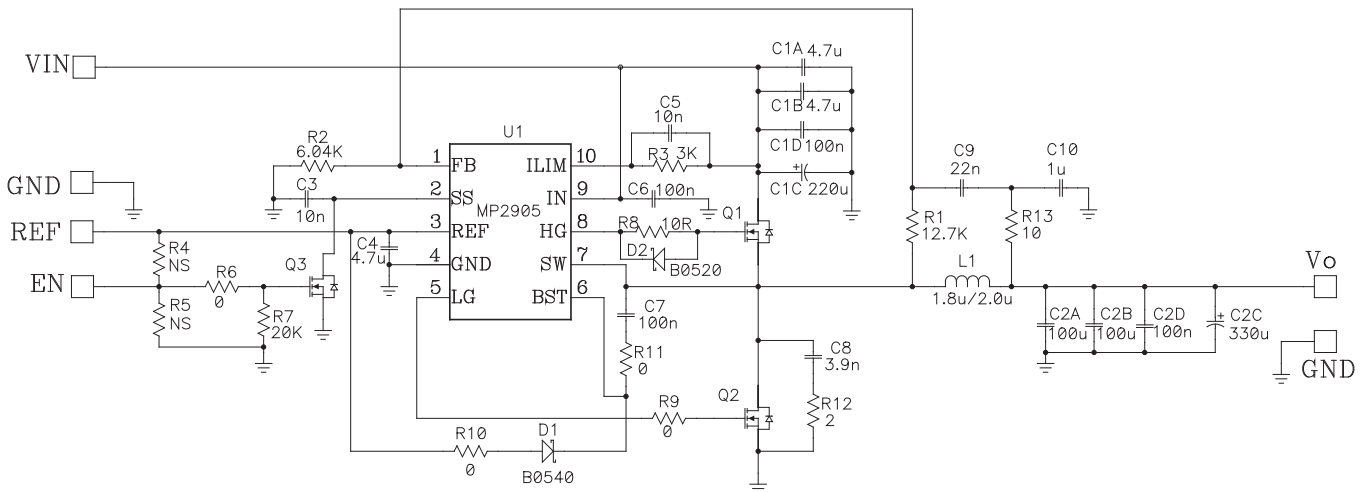 VIN
GND
REF
EN
R2
6.04K
C3
10n
R4
NS
R5
NS
R6
0
R7
20K
Q3
C4
4.7u
U1
MP2905
1 FB
2 SS
3 REF
4 GND
5 LG
ILIM 10
IN 9
HG 8
SW 7
BST 6
C5
10n
R3 3K
C6 100n
R8 10R
D2
B0520
C7
100n
R11
0
R9
0
R10
0
D1
B0540
C1A 4.7u
C1B 4.7u
C1D 100n
+
C1C 220u
Q1
Q2
C8
3.9n
R12
2
C9
22n
C10
1u
R1
12.7K
R13
10
L1
1.8u/2.0u
C2A
100u
C2B
100u
C2D
100n
+
C2C
330u
Vo
GND